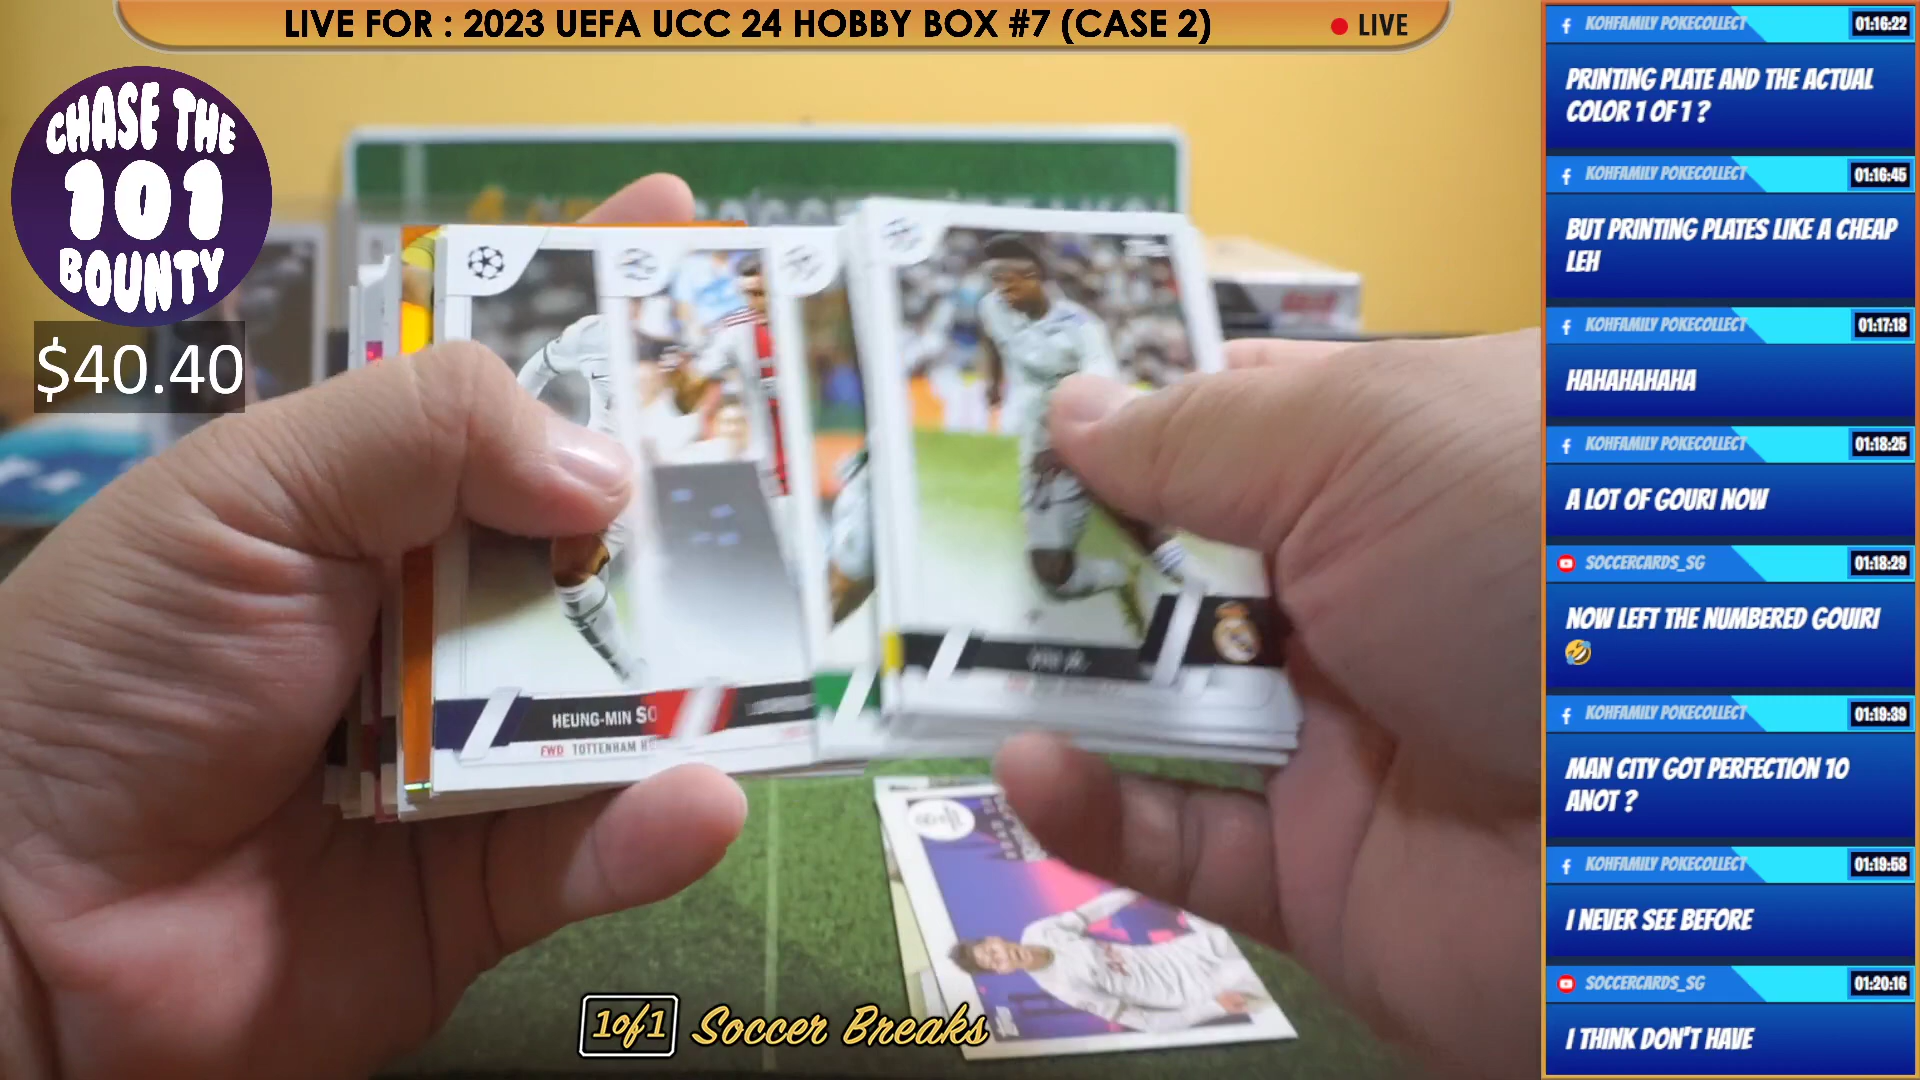 LIVE FOR : 2023 UEFA UCC 24 HOBBY BOX #7 (CASE 2)
LIVE
CHASE THE
101
BOUNTY
$40.40
HEUNG-MIN SO
FWD TOTTENHAM H
1of1 Soccer Breaks
KOHFAMILY POKECOLLECT 01:16:22
PRINTING PLATE AND THE ACTUAL
COLOR 1 OF 1 ?
KOHFAMILY POKECOLLECT 01:16:45
BUT PRINTING PLATES LIKE A CHEAP
LEH
KOHFAMILY POKECOLLECT 01:17:18
HAHAHAHAHA
KOHFAMILY POKECOLLECT 01:18:25
A LOT OF GOURI NOW
SOCCERCARDS_SG 01:18:29
NOW LEFT THE NUMBERED GOUIRI
🤣
KOHFAMILY POKECOLLECT 01:19:39
MAN CITY GOT PERFECTION 10
ANOT ?
KOHFAMILY POKECOLLECT 01:19:58
I NEVER SEE BEFORE
SOCCERCARDS_SG 01:20:16
I THINK DON'T HAVE